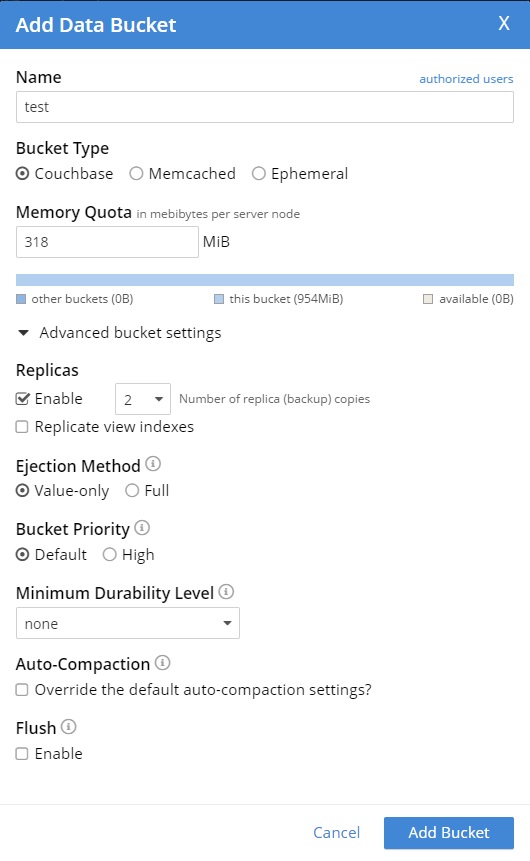 Add Data Bucket X
Name authorized users
test
Bucket Type
Couchbase Memcached Ephemeral
Memory Quota in mebibytes per server node
318 MiB
other buckets (0B) this bucket (954MiB) available (0B)
Advanced bucket settings
Replicas
Enable 2 Number of replica (backup) copies
Replicate view indexes
Ejection Method
Value-only Full
Bucket Priority
Default High
Minimum Durability Level
none
Auto-Compaction
Override the default auto-compaction settings?
Flush
Enable
Cancel Add Bucket